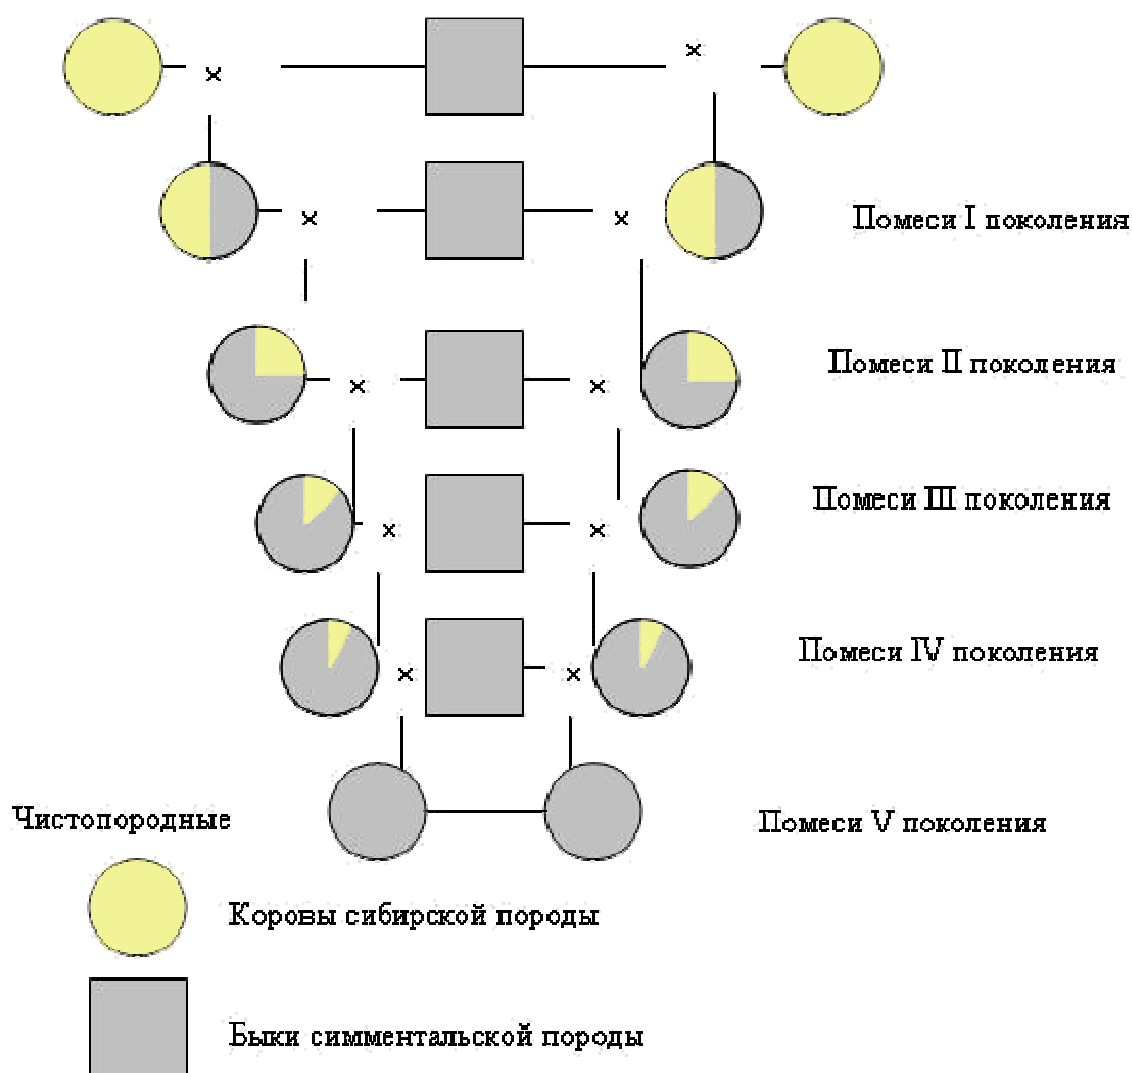 Помеси I поколения
Помеси II поколения
Помеси III поколения
Помеси IV поколения
Чистопородные
Помеси V поколения
Коровы сибирской породы
Быки симментальской породы